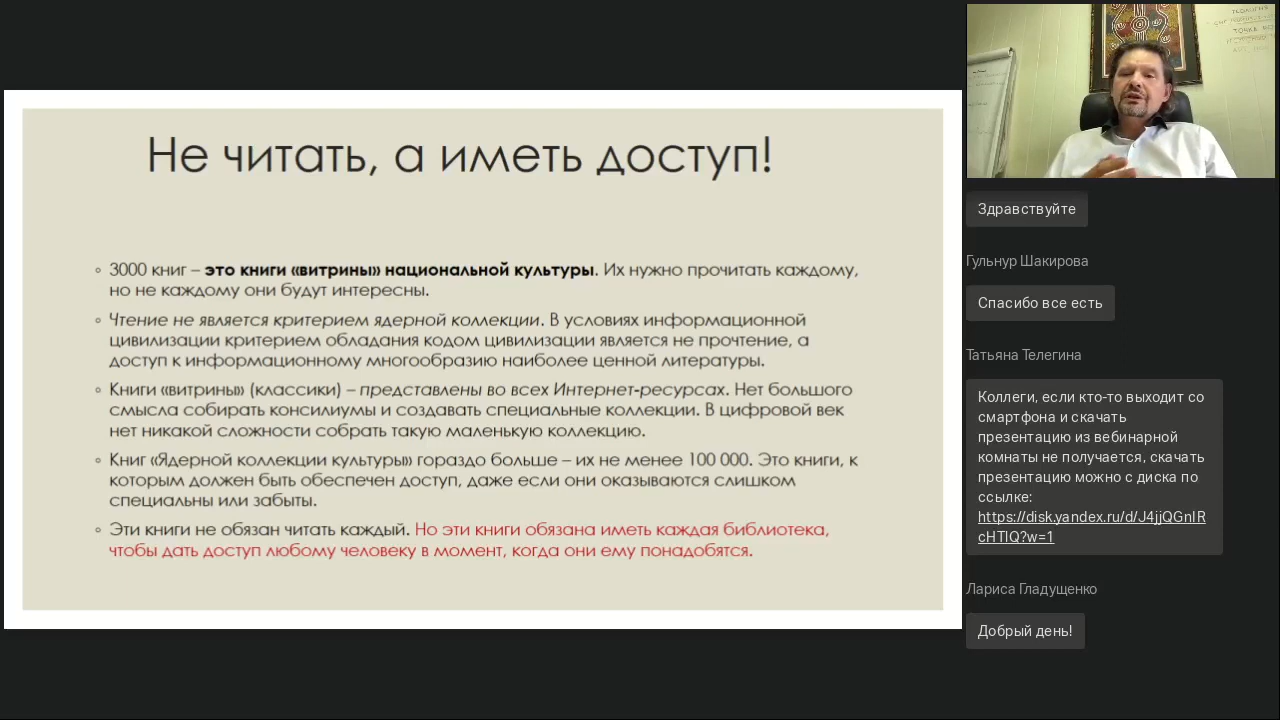 Не читать, а иметь доступ!
3000 книг – это книги «витрины» национальной культуры. Их нужно прочитать каждому,
но не каждому они будут интересны.
Чтение не является критерием ядерной коллекции. В условиях информационной
цивилизации критерием обладания кодом цивилизации является не прочтение, а
доступ к информационному многообразию наиболее ценной литературы.
Книги «витрины» (классики) – представлены во всех Интернет-ресурсах. Нет большого
смысла собирать консилиумы и создавать специальные коллекции. В цифровой век
нет никакой сложности собрать такую маленькую коллекцию.
Книг «Ядерной коллекции культуры» гораздо больше – их не менее 100 000. Это книги, к
которым должен быть обеспечен доступ, даже если они оказываются слишком
специальны или забыты.
Эти книги не обязан читать каждый. Но эти книги обязана иметь каждая библиотека,
чтобы дать доступ любому человеку в момент, когда они ему понадобятся.
Здравствуйте
Гульнур Шакирова
Спасибо все есть
Татьяна Телегина
Коллеги, если кто-то выходит со
смартфона и скачать
презентацию из вебинарной
комнаты не получается, скачать
презентацию можно с диска по
ссылке:
https://disk.yandex.ru/d/J4jjQGnIR
cHTIQ?w=1
Лариса Гладущенко
Добрый день!